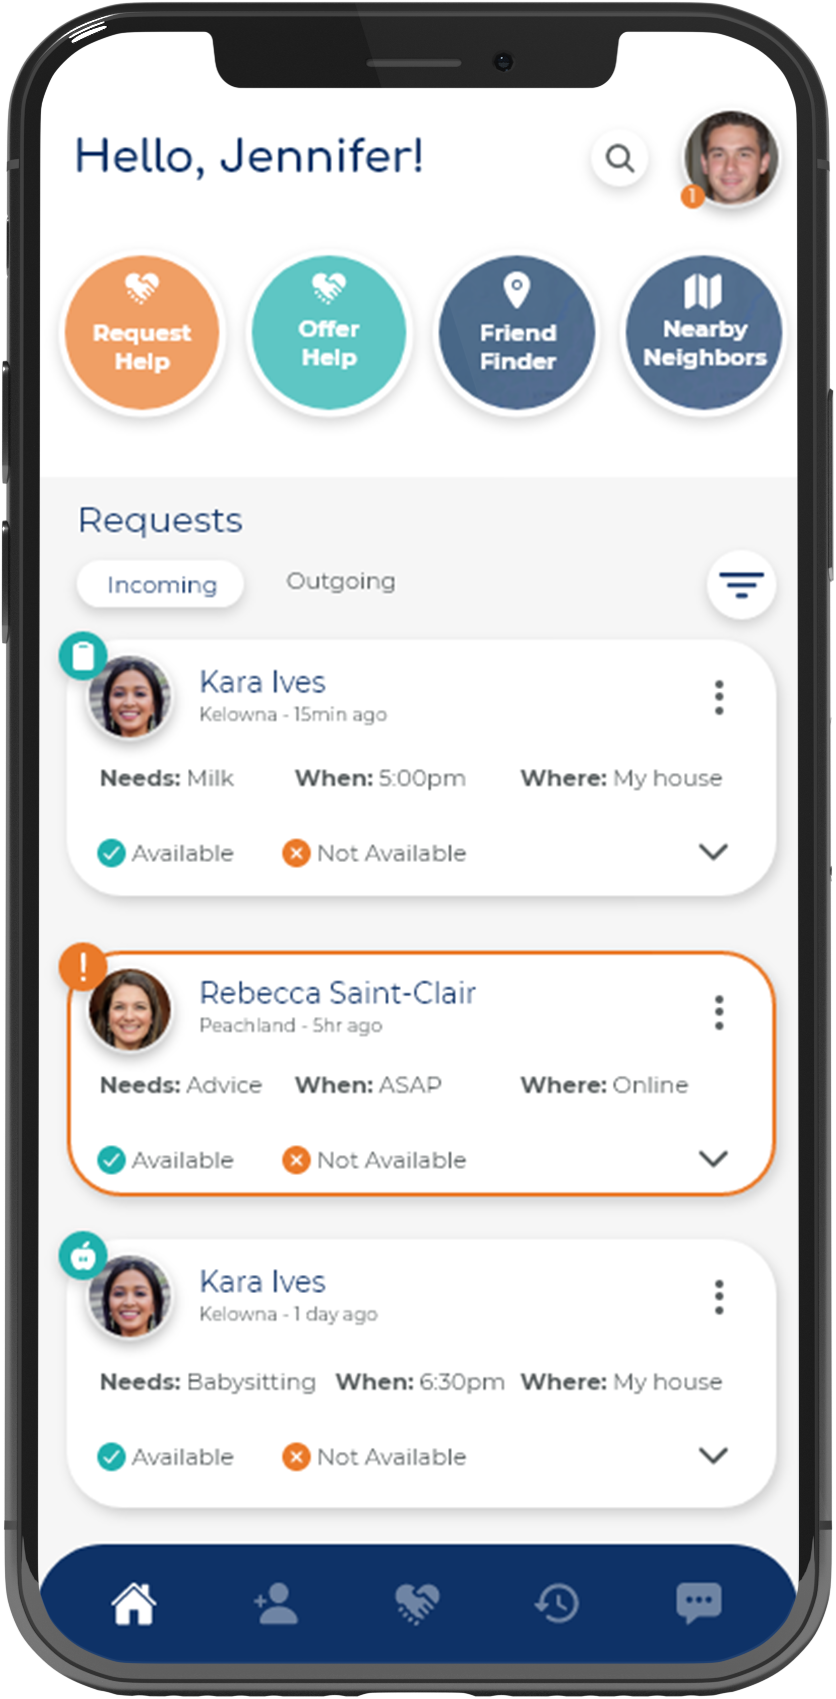 Hello, Jennifer!
1
Request
Help
Offer
Help
Friend
Finder
Nearby
Neighbors
Requests
Incoming
Outgoing
Kara Ives
Kelowna - 15min ago
Needs: Milk When: 5:00pm Where: My house
Available Not Available
!
Rebecca Saint-Clair
Peachland - 5hr ago
Needs: Advice When: ASAP Where: Online
Available Not Available
Kara Ives
Kelowna - 1 day ago
Needs: Babysitting When: 6:30pm Where: My house
Available Not Available